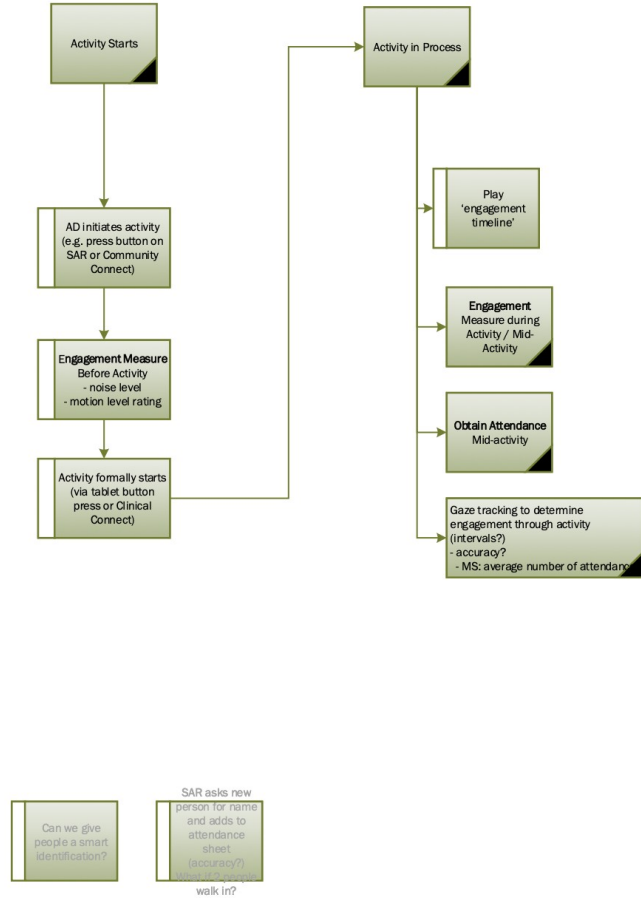 Activity Starts
Activity in Process
AD initiates activity
(e.g. press button on
SAR or Community
Connect)
Engagement Measure
Before Activity
- noise level
- motion level rating
Activity formally starts
(via tablet button
press or Clinical
Connect)
Play
‘engagement
timeline’
Engagement
Measure during
Activity / Mid-
Activity
Obtain Attendance
Mid-activity
Gaze tracking to determine
engagement through activity
(intervals?)
- accuracy?
- MS: average number of attendanc
Can we give
people a smart
identification?
SAR asks new
person for name
and adds to
attendance
sheet
(accuracy?)
What if 2 people
walk in?